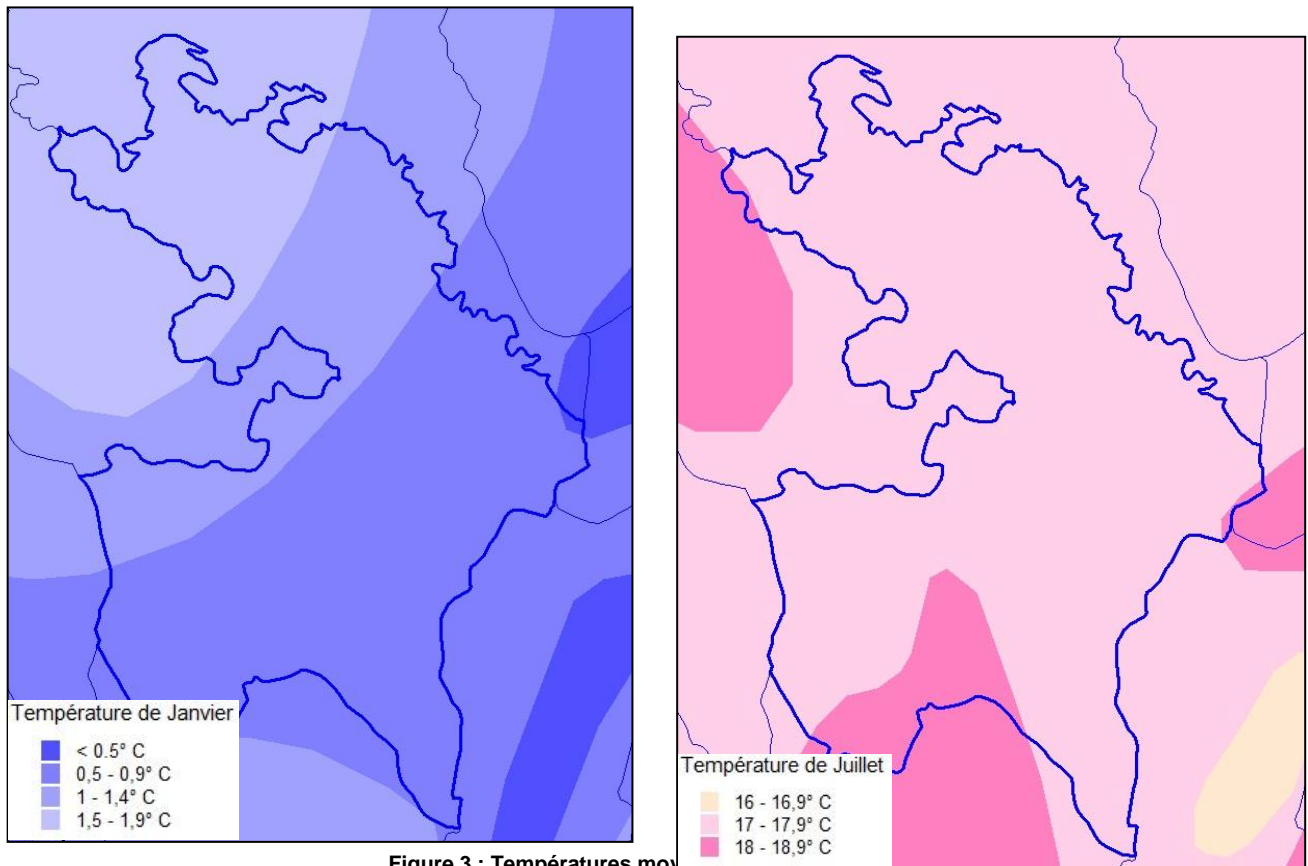 Température de Janvier
< 0.5° C
0,5 - 0,9° C
1 - 1,4° C
1,5 - 1,9° C
Température de Juillet
16 - 16,9° C
17 - 17,9° C
18 - 18,9° C
Figure 3 : Températures